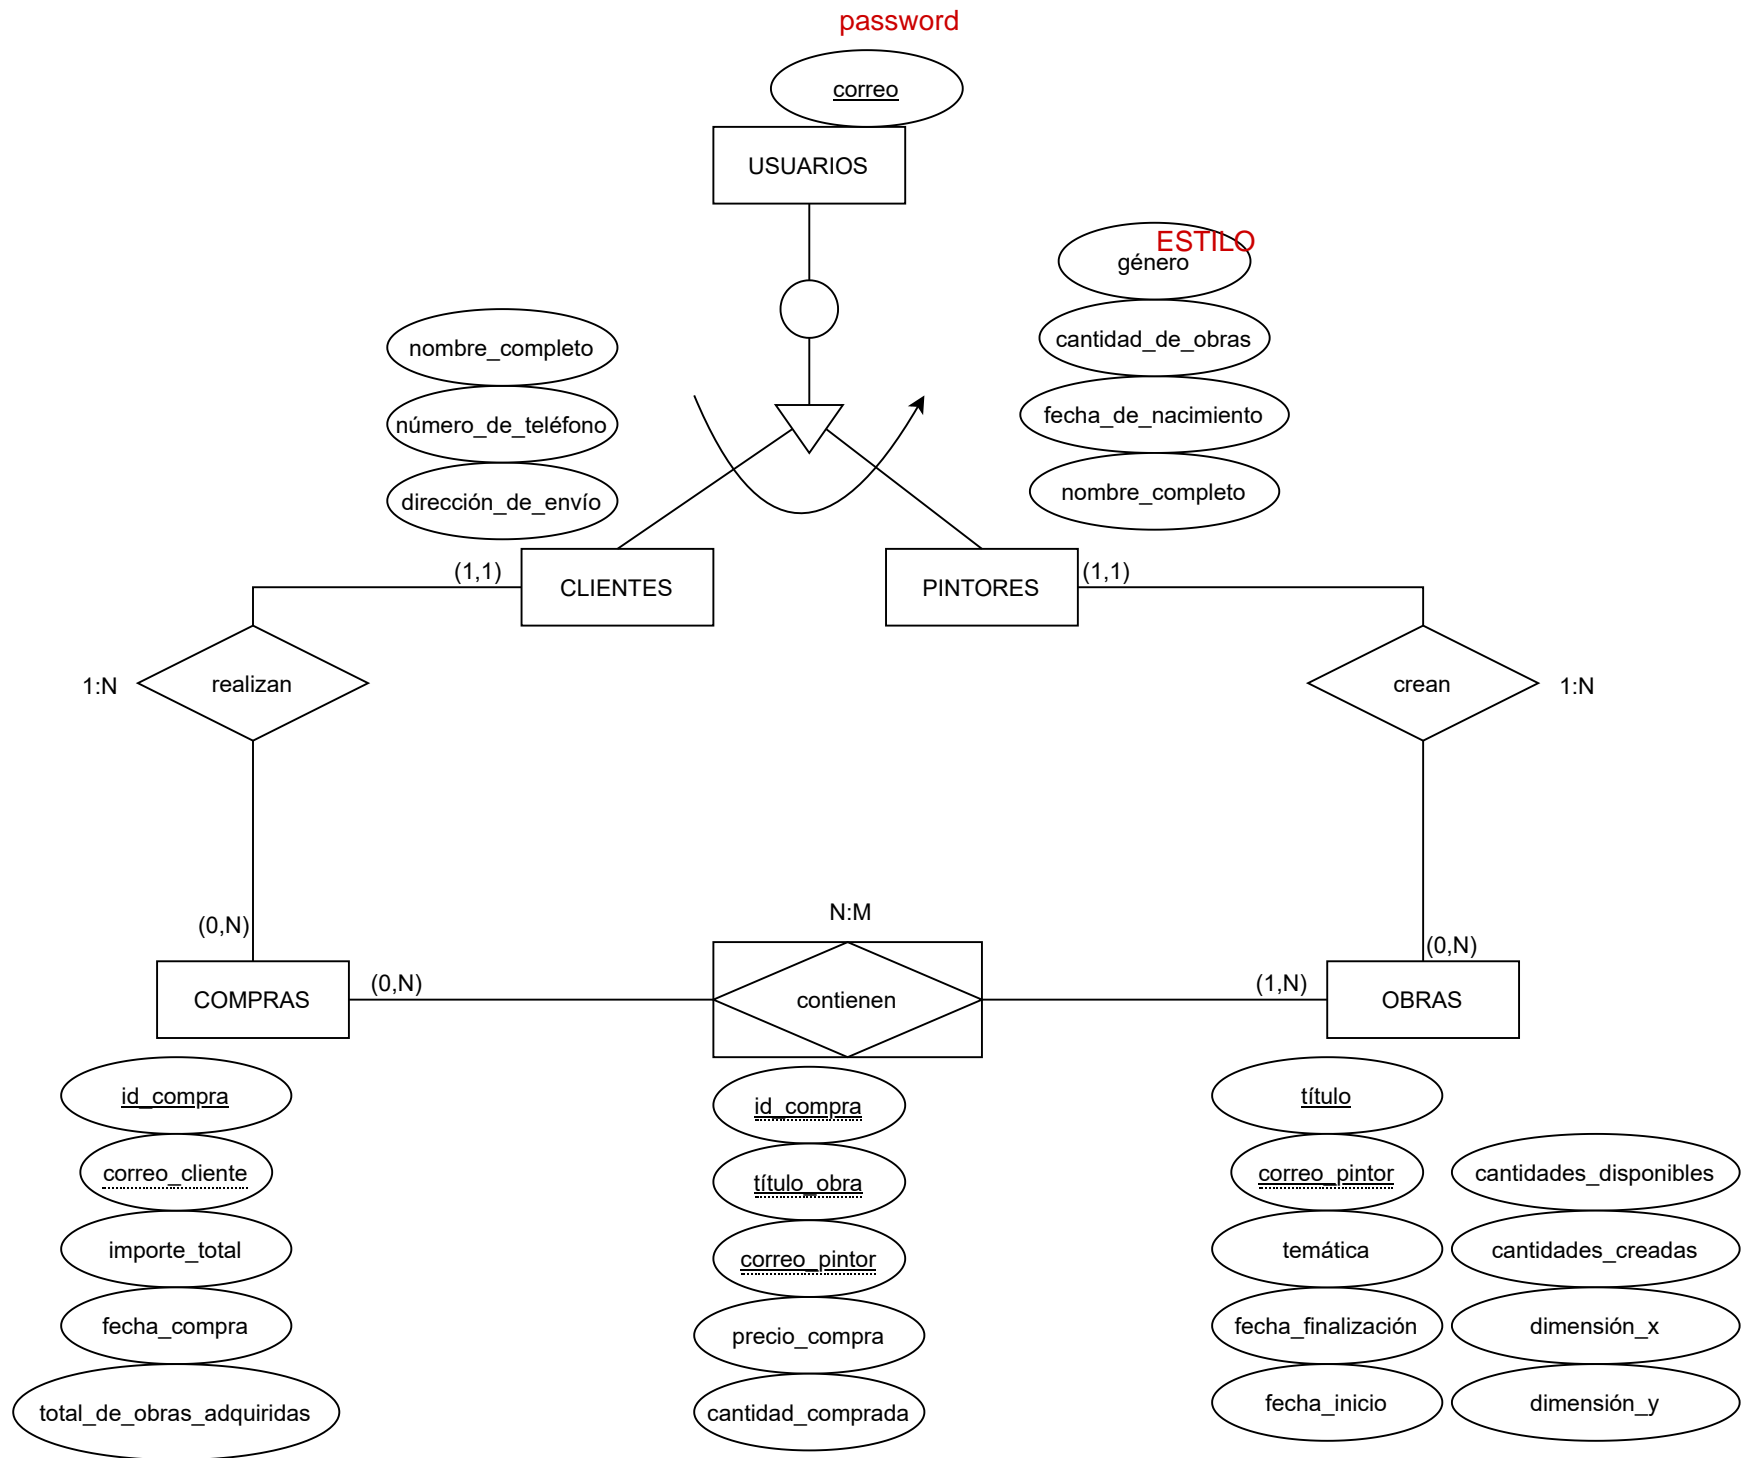 password
correo
USUARIOS
ESTILO
género
cantidad_de_obras
fecha_de_nacimiento
nombre_completo
nombre_completo
número_de_teléfono
dirección_de_envío
(1,1)
CLIENTES
PINTORES
(1,1)
1:N
realizan
crean
1:N
(0,N)
N:M
(0,N)
COMPRAS
(0,N)
contienen
(1,N)
OBRAS
id_compra
correo_cliente
importe_total
fecha_compra
total_de_obras_adquiridas
id_compra
título_obra
correo_pintor
precio_compra
cantidad_comprada
título
correo_pintor
temática
fecha_finalización
fecha_inicio
cantidades_disponibles
cantidades_creadas
dimensión_x
dimensión_y